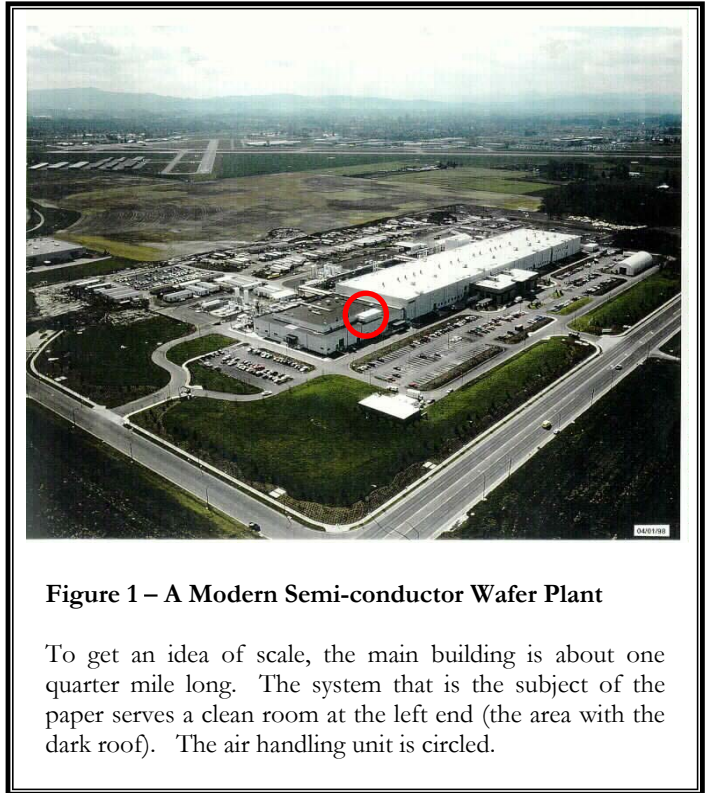 04/01/98
Figure 1 – A Modern Semi-conductor Wafer Plant
To get an idea of scale, the main building is about one
quarter mile long. The system that is the subject of the
paper serves a clean room at the left end (the area with the
dark roof). The air handling unit is circled.